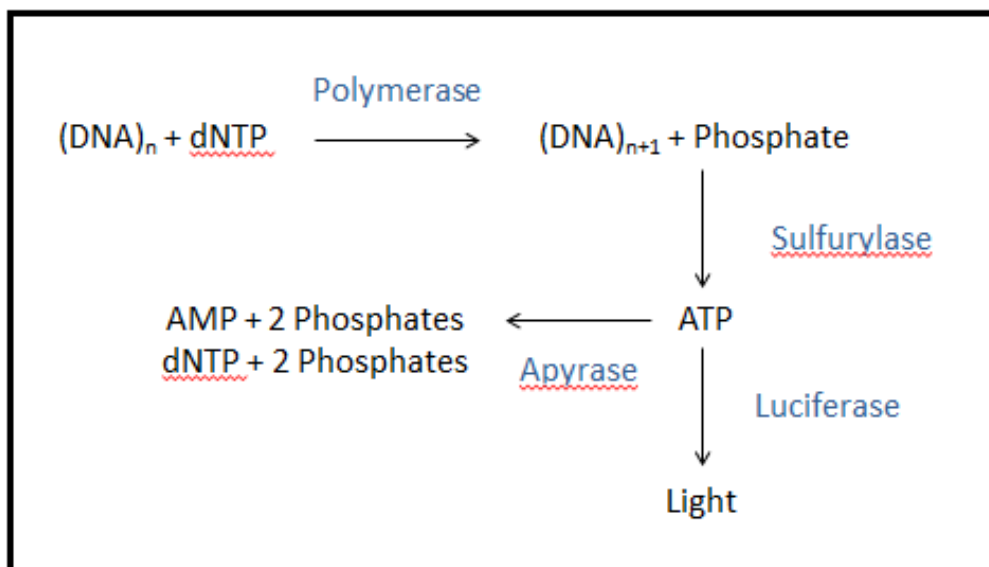 Polymerase
(DNA)n + dNTP
(DNA)n+1 + Phosphate
Sulfurylase
AMP + 2 Phosphates
ATP
dNTP + 2 Phosphates
Apyrase
Luciferase
Light